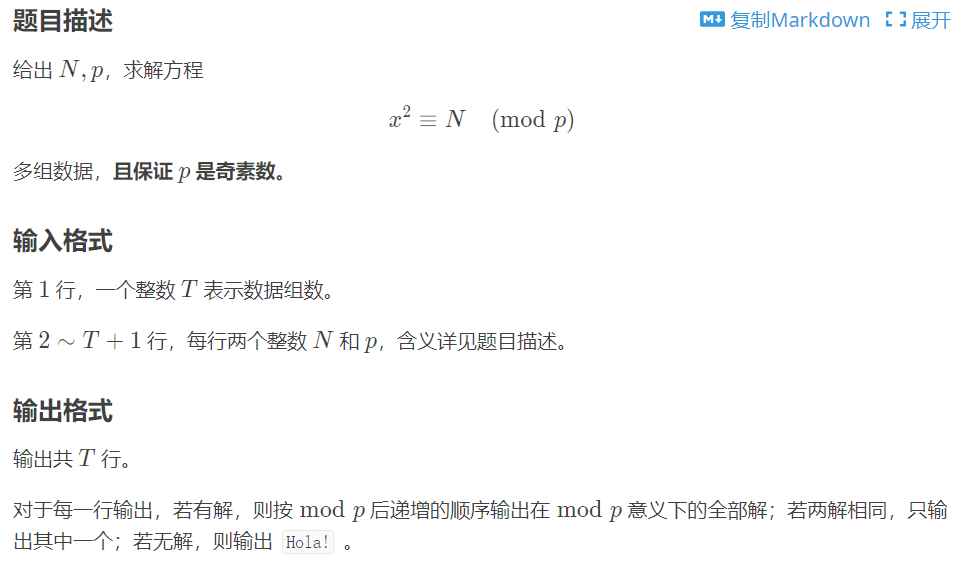 题目描述 M↓ 复制Markdown 展开
给出 N, p，求解方程
x² ≡ N (mod p)
多组数据，且保证 p 是奇素数。
输入格式
第 1 行，一个整数 T 表示数据组数。
第 2 ∼ T + 1 行，每行两个整数 N 和 p，含义详见题目描述。
输出格式
输出共 T 行。
对于每一行输出，若有解，则按 mod p 后递增的顺序输出在 mod p 意义下的全部解；若两解相同，只输
出其中一个；若无解，则输出 Hola! 。